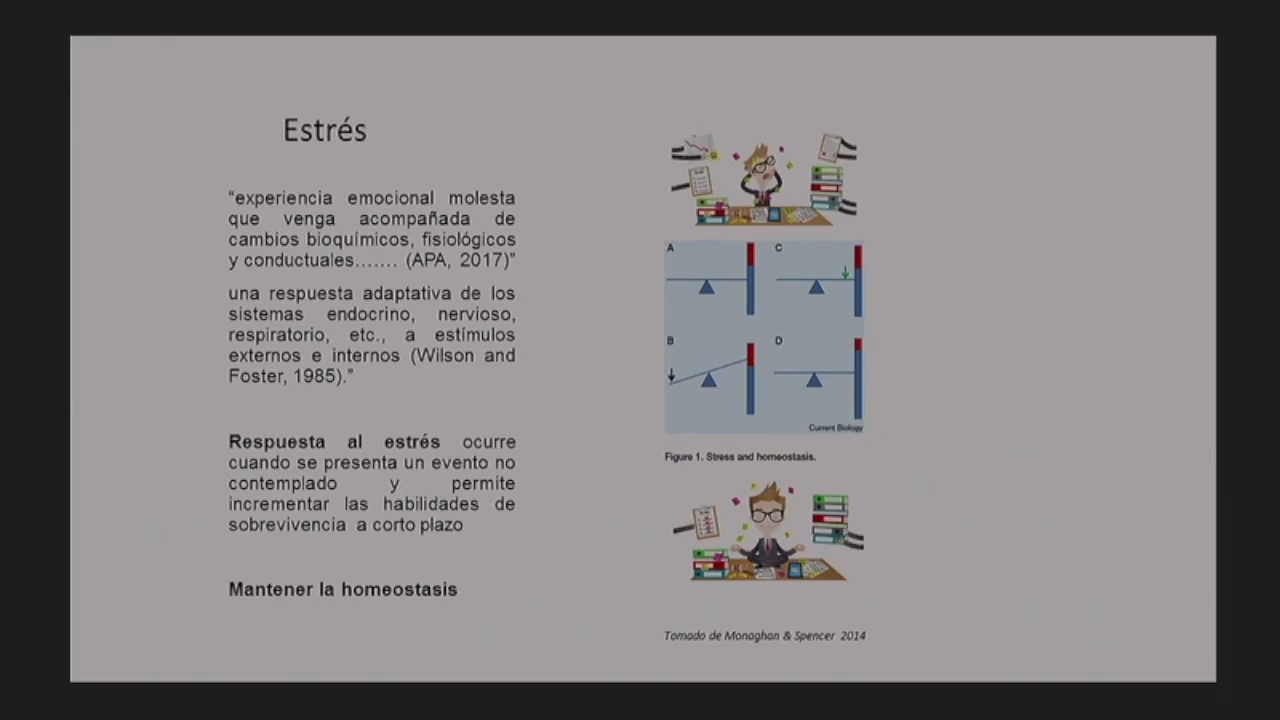 Estrés
“experiencia emocional molesta
que venga acompañada de
cambios bioquímicos, fisiológicos
y conductuales……. (APA, 2017)”
una respuesta adaptativa de los
sistemas endocrino, nervioso,
respiratorio, etc., a estímulos
externos e internos (Wilson and
Foster, 1985).”
Respuesta al estrés ocurre
cuando se presenta un evento no
contemplado y permite
incrementar las habilidades de
sobrevivencia a corto plazo
Mantener la homeostasis
A
C
B
D
Current Biology
Figure 1. Stress and homeostasis.
Tomado de Monaghan & Spencer 2014